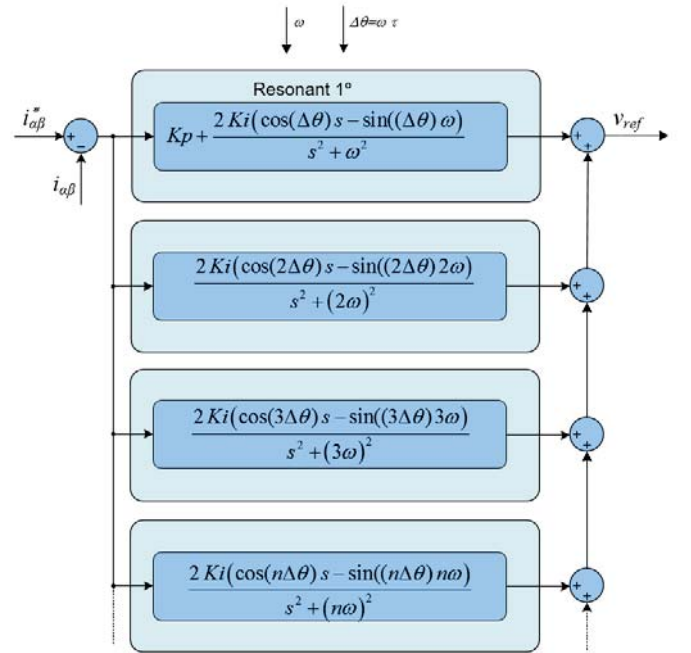 ω Δθ=ω τ
Resonant 1º
i*αβ + − Kp + 2 Ki(cos(Δθ) s − sin((Δθ) ω) / s² + ω² + + v_ref
i_αβ
2 Ki(cos(2Δθ) s − sin((2Δθ) 2ω) / s² + (2ω)² + +
2 Ki(cos(3Δθ) s − sin((3Δθ) 3ω) / s² + (3ω)² + +
2 Ki(cos(nΔθ) s − sin((nΔθ) nω) / s² + (nω)² + +